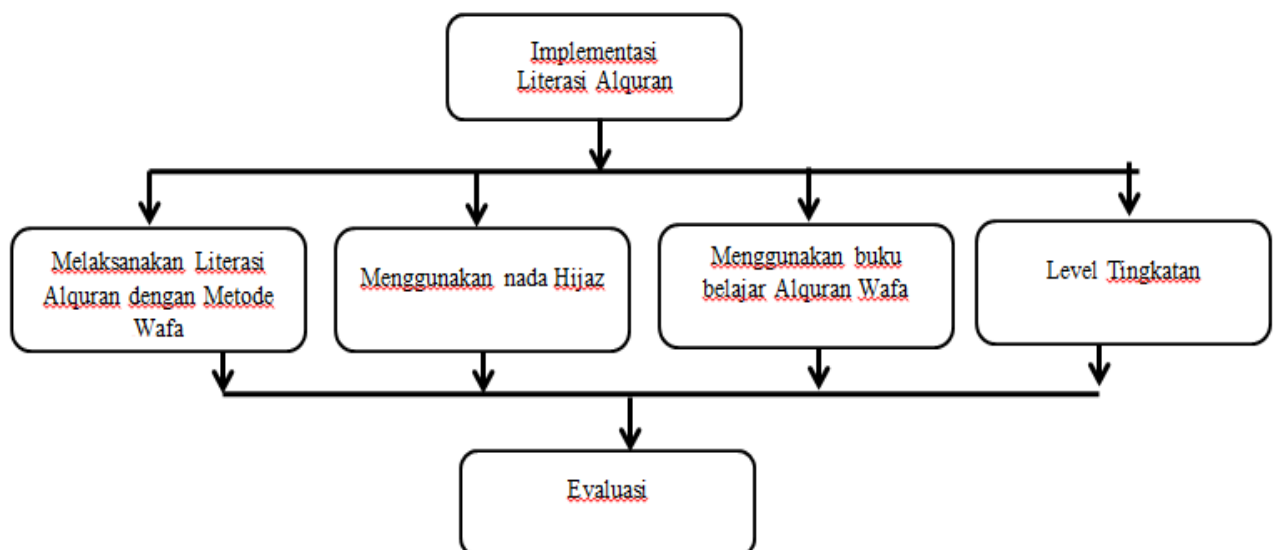 Implementasi
Literasi Alquran
Melaksanakan Literasi
Alquran dengan Metode
Wafa
Menggunakan nada Hijaz
Menggunakan buku
belajar Alquran Wafa
Level Tingkatan
Evaluasi